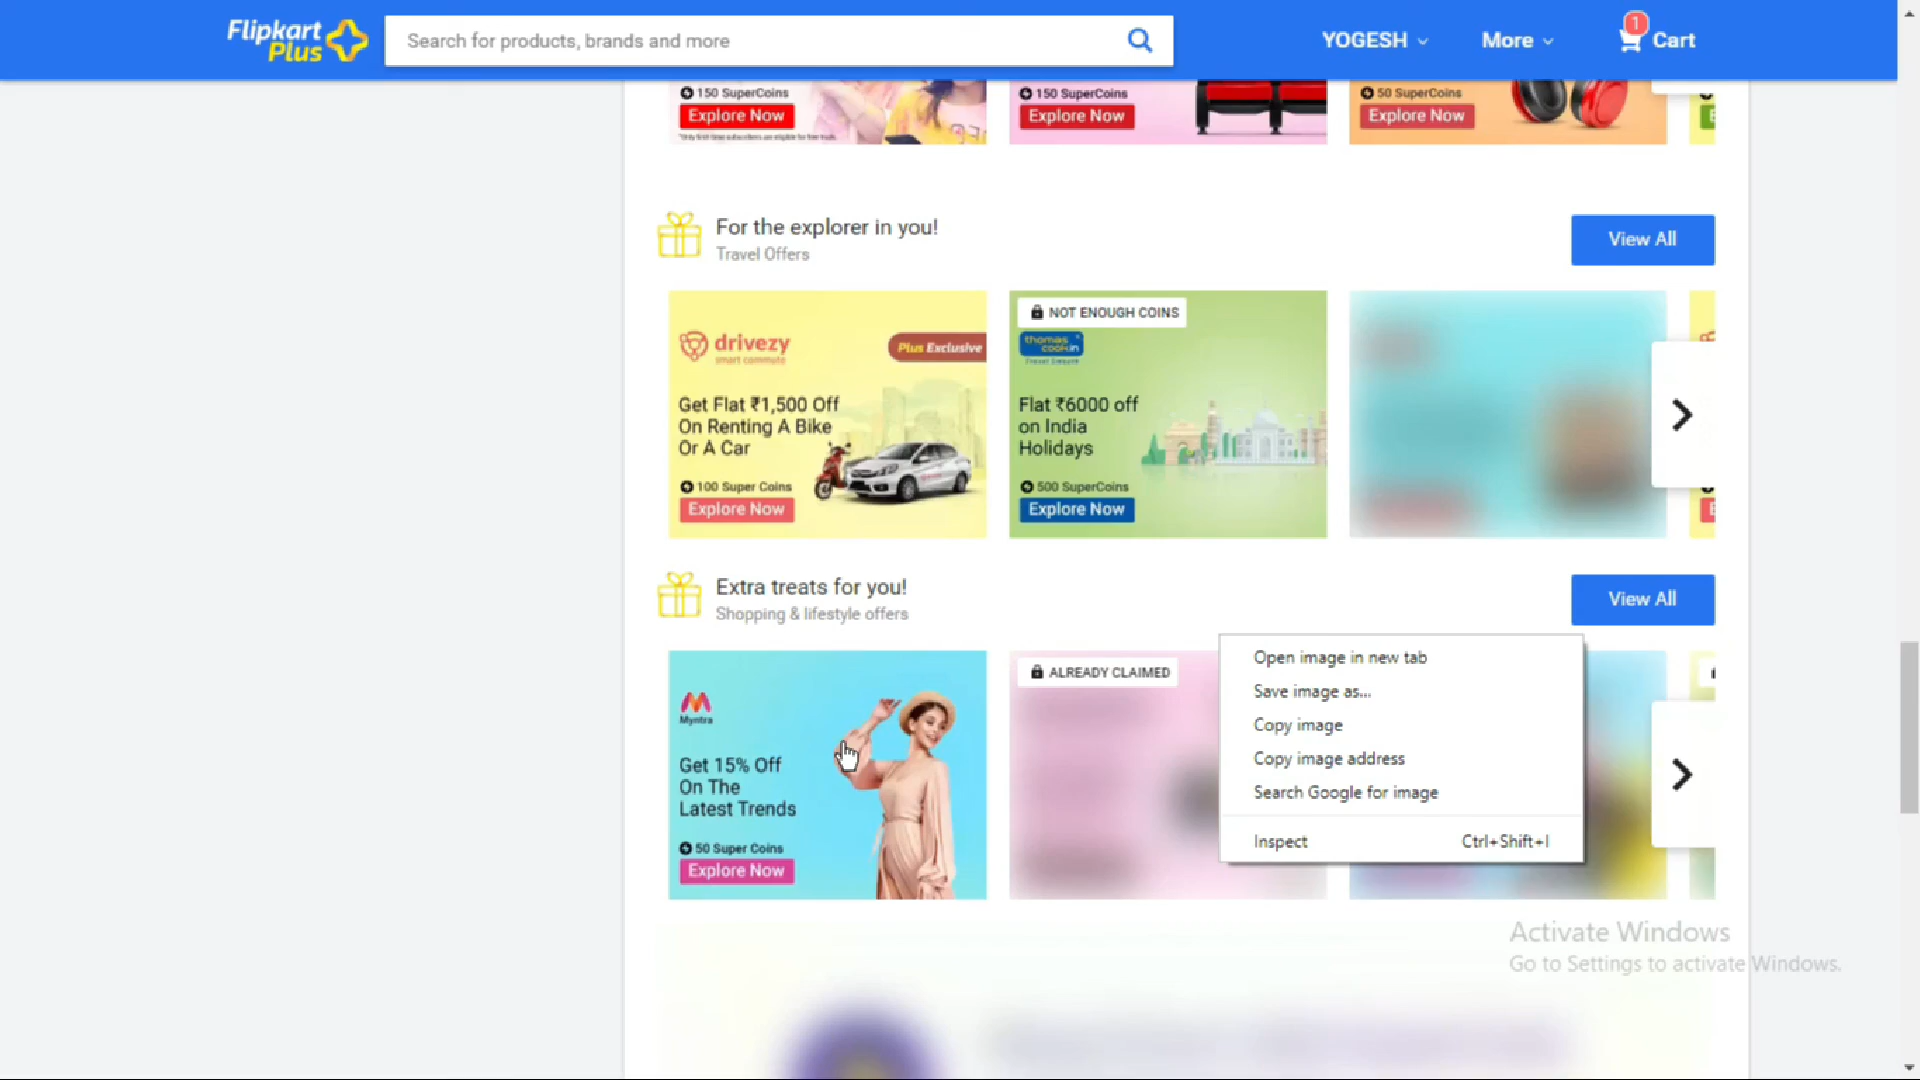 Flipkart
Plus
Search for products, brands and more
YOGESH
More
1
Cart
150 SuperCoins
Explore Now
150 SuperCoins
Explore Now
50 SuperCoins
Explore Now
For the explorer in you!
Travel Offers
View All
drivezy
smart commute
Plus Exclusive
Get Flat ₹1,500 Off
On Renting A Bike
Or A Car
100 Super Coins
Explore Now
NOT ENOUGH COINS
thomas
cook.in
Flat ₹6000 off
on India
Holidays
500 SuperCoins
Explore Now
Extra treats for you!
Shopping & lifestyle offers
View All
Myntra
Get 15% Off
On The
Latest Trends
50 Super Coins
Explore Now
ALREADY CLAIMED
Open image in new tab
Save image as...
Copy image
Copy image address
Search Google for image
Inspect Ctrl+Shift+I
Activate Windows
Go to Settings to activate Windows.